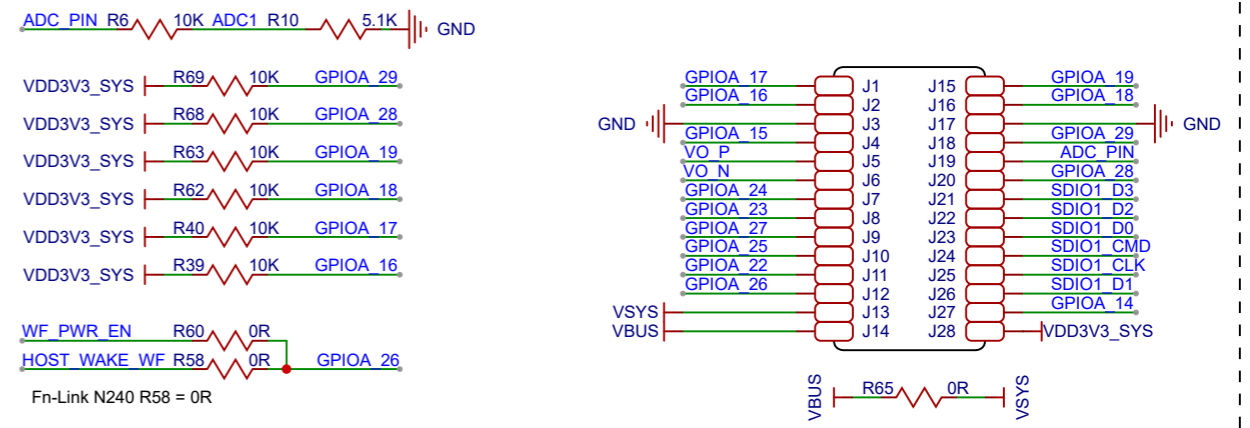 ADC_PIN R6 10K ADC1 R10 5.1K GND
VDD3V3_SYS R69 10K GPIOA_29
VDD3V3_SYS R68 10K GPIOA_28
VDD3V3_SYS R63 10K GPIOA_19
VDD3V3_SYS R62 10K GPIOA_18
VDD3V3_SYS R40 10K GPIOA_17
VDD3V3_SYS R39 10K GPIOA_16
WF_PWR_EN R60 0R
HOST_WAKE_WF R58 0R GPIOA_26
Fn-Link N240 R58 = 0R
GPIOA_17 J1 J15 GPIOA_19
GPIOA_16 J2 J16 GPIOA_18
GND J3 J17 GND
GPIOA_15 J4 J18 GPIOA_29
VO_P J5 J19 ADC_PIN
VO_N J6 J20 GPIOA_28
GPIOA_24 J7 J21 SDIO1_D3
GPIOA_23 J8 J22 SDIO1_D2
GPIOA_27 J9 J23 SDIO1_D0
GPIOA_25 J10 J24 SDIO1_CMD
GPIOA_22 J11 J25 SDIO1_CLK
GPIOA_26 J12 J26 SDIO1_D1
VSYS J13 J27 GPIOA_14
VBUS J14 J28 VDD3V3_SYS
VBUS R65 0R VSYS